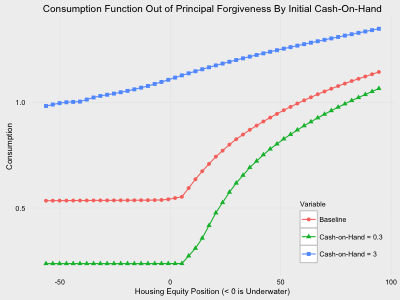 Consumption Function Out of Principal Forgiveness By Initial Cash-On-Hand
Consumption
1.0
0.5
Variable
Baseline
Cash-on-Hand = 0.3
Cash-on-Hand = 3
-50
0
50
100
Housing Equity Position (< 0 is Underwater)